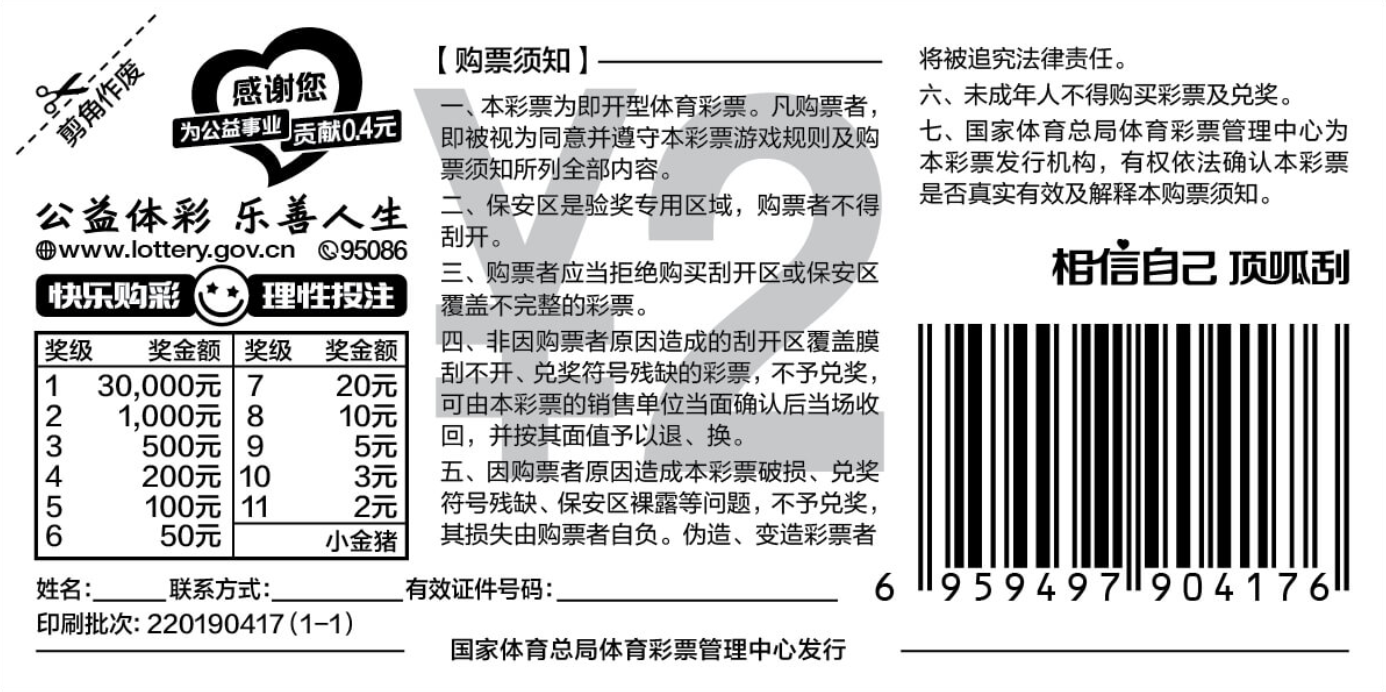 剪角作废
感谢您
为公益事业 贡献0.4元
公益体彩 乐善人生
www.lottery.gov.cn 95086
快乐购彩 理性投注
奖级 奖金额 奖级 奖金额
1 30,000元 7 20元
2 1,000元 8 10元
3 500元 9 5元
4 200元 10 3元
5 100元 11 2元
6 50元 小金猪
【购票须知】
¥2
一、本彩票为即开型体育彩票。凡购票者，
即被视为同意并遵守本彩票游戏规则及购
票须知所列全部内容。
二、保安区是验奖专用区域，购票者不得
刮开。
三、购票者应当拒绝购买刮开区或保安区
覆盖不完整的彩票。
四、非因购票者原因造成的刮开区覆盖膜
刮不开、兑奖符号残缺的彩票，不予兑奖，
可由本彩票的销售单位当面确认后当场收
回，并按其面值予以退、换。
五、因购票者原因造成本彩票破损、兑奖
符号残缺、保安区裸露等问题，不予兑奖，
其损失由购票者自负。伪造、变造彩票者
将被追究法律责任。
六、未成年人不得购买彩票及兑奖。
七、国家体育总局体育彩票管理中心为
本彩票发行机构，有权依法确认本彩票
是否真实有效及解释本购票须知。
相信自己 顶呱刮
6 959497 904176
姓名：______联系方式：___________有效证件号码：________________________
印刷批次：220190417(1-1)
国家体育总局体育彩票管理中心发行